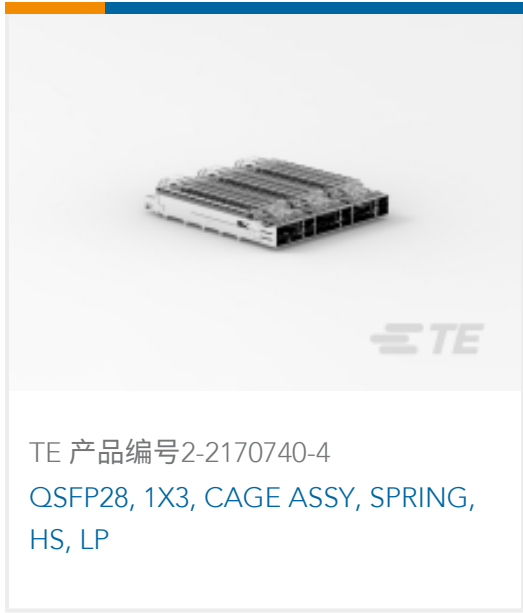 TE
TE 产品编号2-2170740-4
QSFP28, 1X3, CAGE ASSY, SPRING,
HS, LP